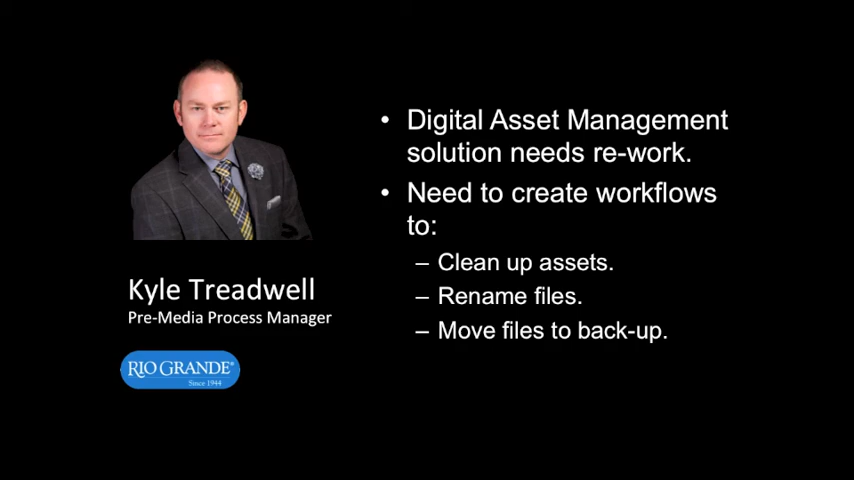 Kyle Treadwell
Pre-Media Process Manager
RIO GRANDE®
Since 1944
• Digital Asset Management
solution needs re-work.
• Need to create workflows
to:
– Clean up assets.
– Rename files.
– Move files to back-up.